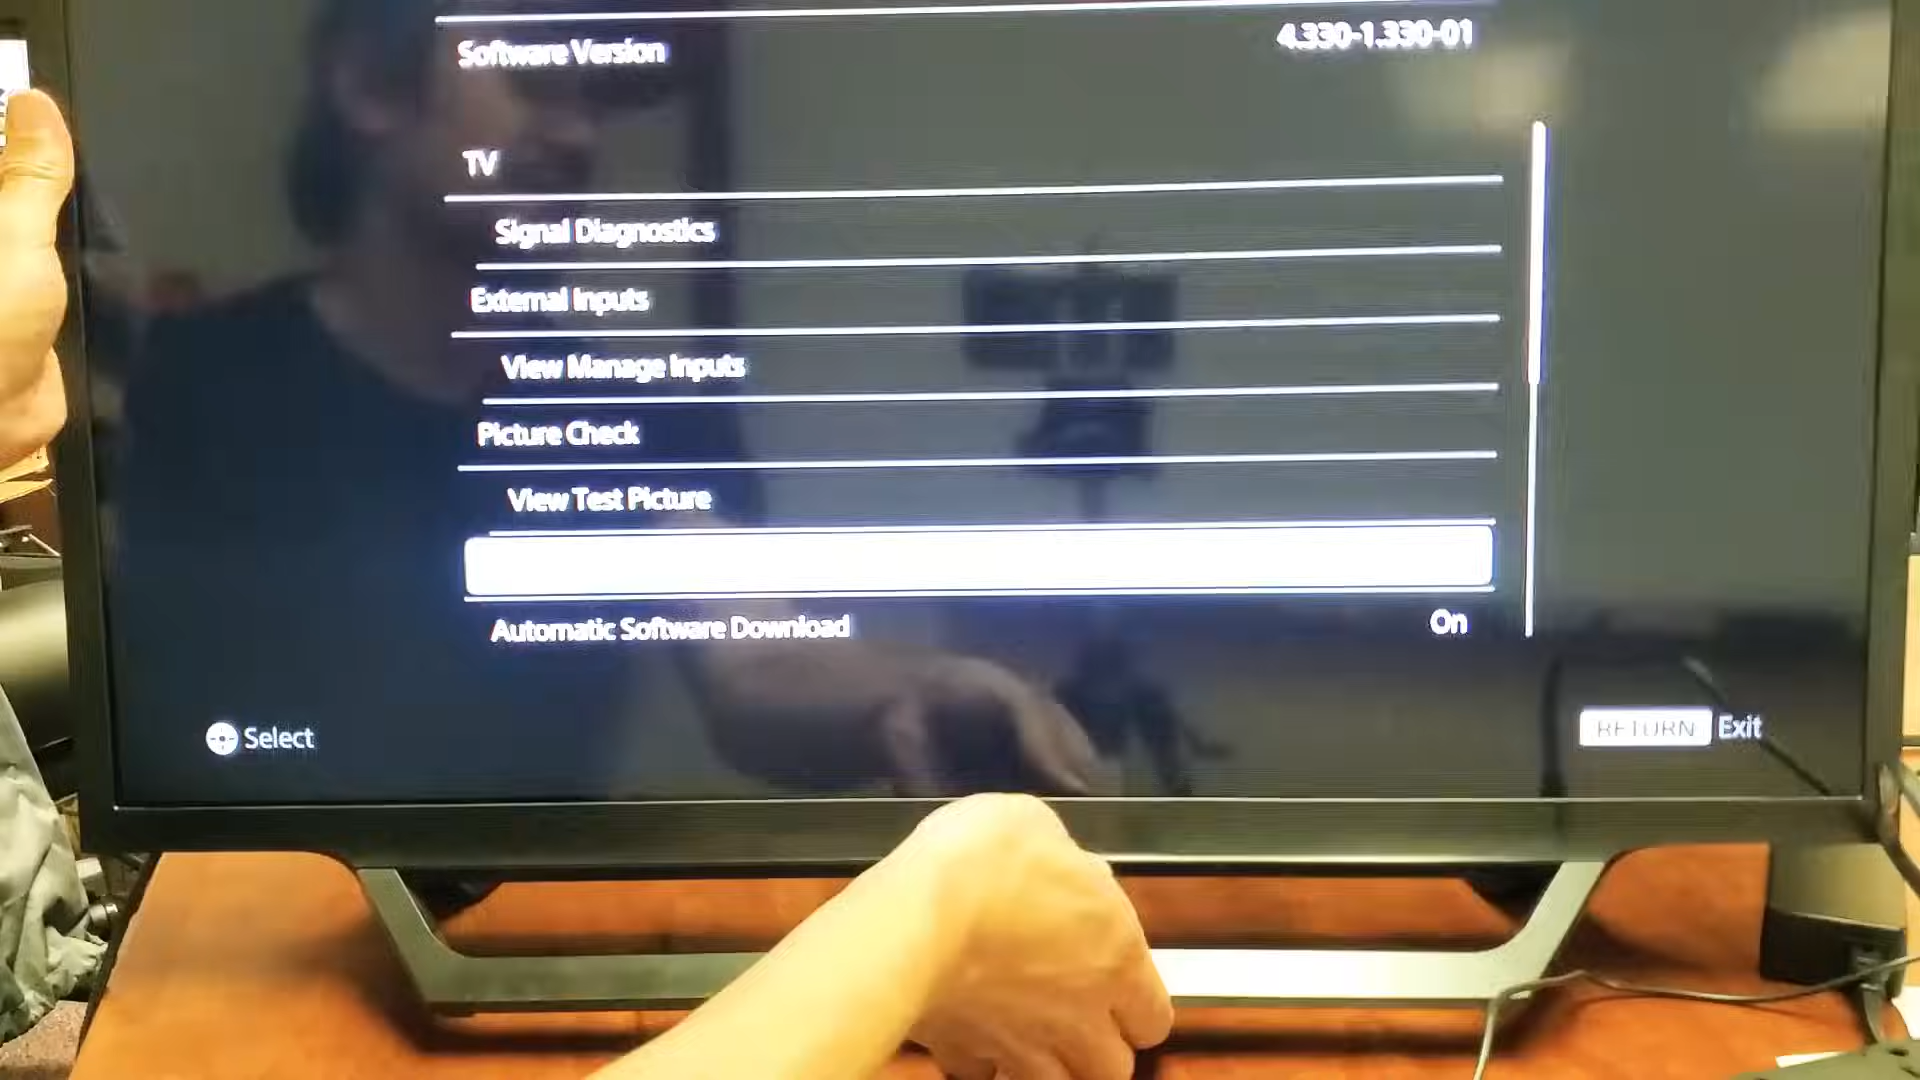 Software Version 4.330-1.330-01
TV
Signal Diagnostics
External Inputs
View Manage Inputs
Picture Check
View Test Picture
Automatic Software Download On
Select RETURN Exit